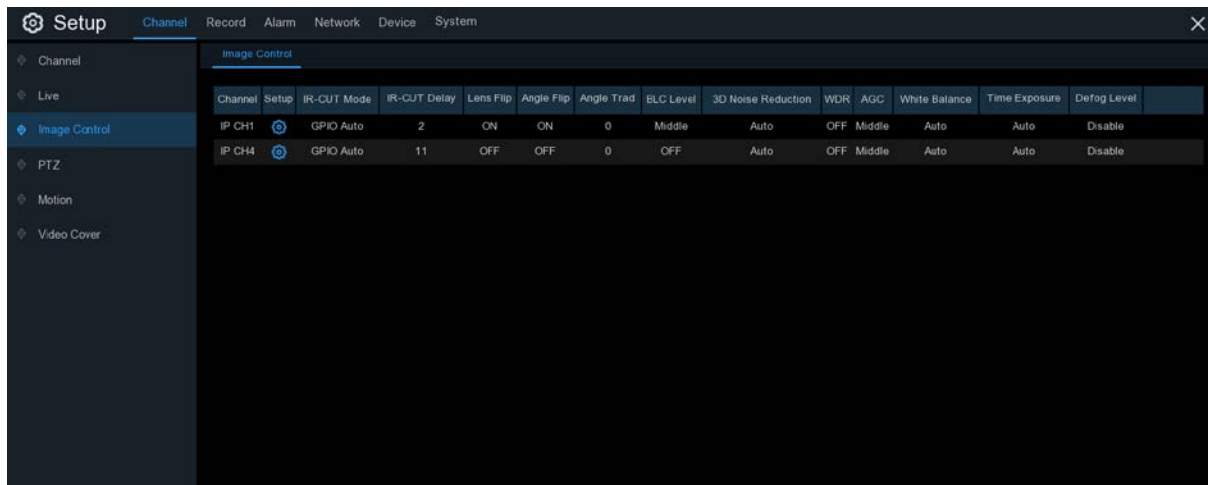 Setup Channel Record Alarm Network Device System
Channel
Live
Image Control
PTZ
Motion
Video Cover
Image Control
Channel Setup IR-CUT Mode IR-CUT Delay Lens Flip Angle Flip Angle Trad BLC Level 3D Noise Reduction WDR AGC White Balance Time Exposure Defog Level
IP CH1 GPIO Auto 2 ON ON 0 Middle Auto OFF Middle Auto Auto Disable
IP CH4 GPIO Auto 11 OFF OFF 0 OFF Auto OFF Middle Auto Auto Disable